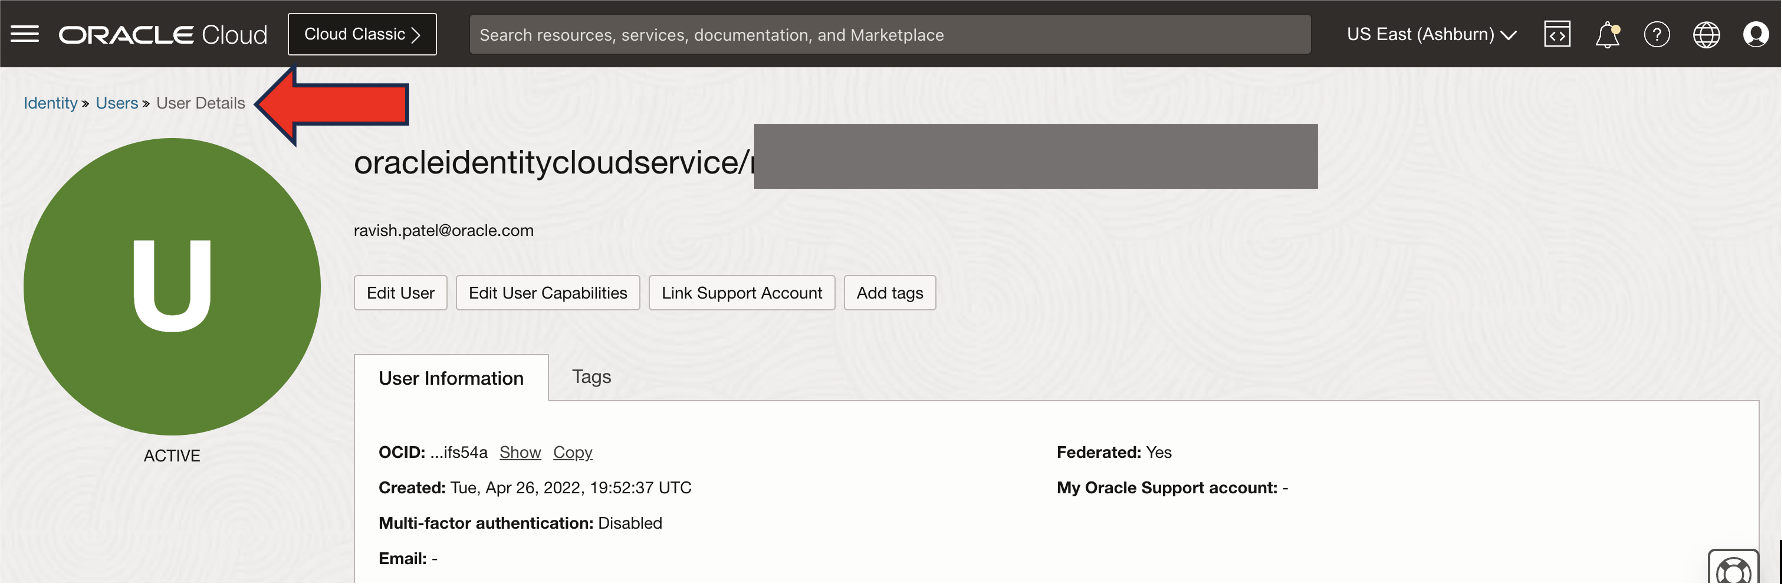 ORACLE Cloud
Cloud Classic
Search resources, services, documentation, and Marketplace
US East (Ashburn)
Identity » Users » User Details
oracleidentitycloudservice/
U
ravish.patel@oracle.com
Edit User
Edit User Capabilities
Link Support Account
Add tags
User Information
Tags
ACTIVE
OCID: ...ifs54a Show Copy
Federated: Yes
Created: Tue, Apr 26, 2022, 19:52:37 UTC
My Oracle Support account: -
Multi-factor authentication: Disabled
Email: -